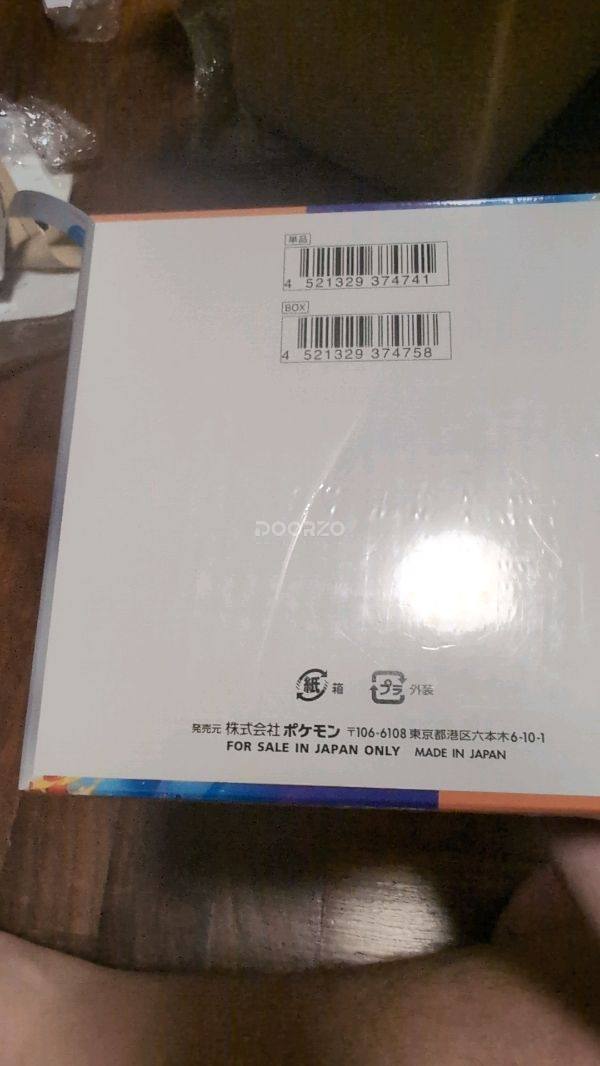 単品
4 521329 374741
BOX
4 521329 374758
DOORZO
紙 箱 プラ 外装
発売元 株式会社 ポケモン 〒106-6108 東京都港区六本木6-10-1
FOR SALE IN JAPAN ONLY MADE IN JAPAN